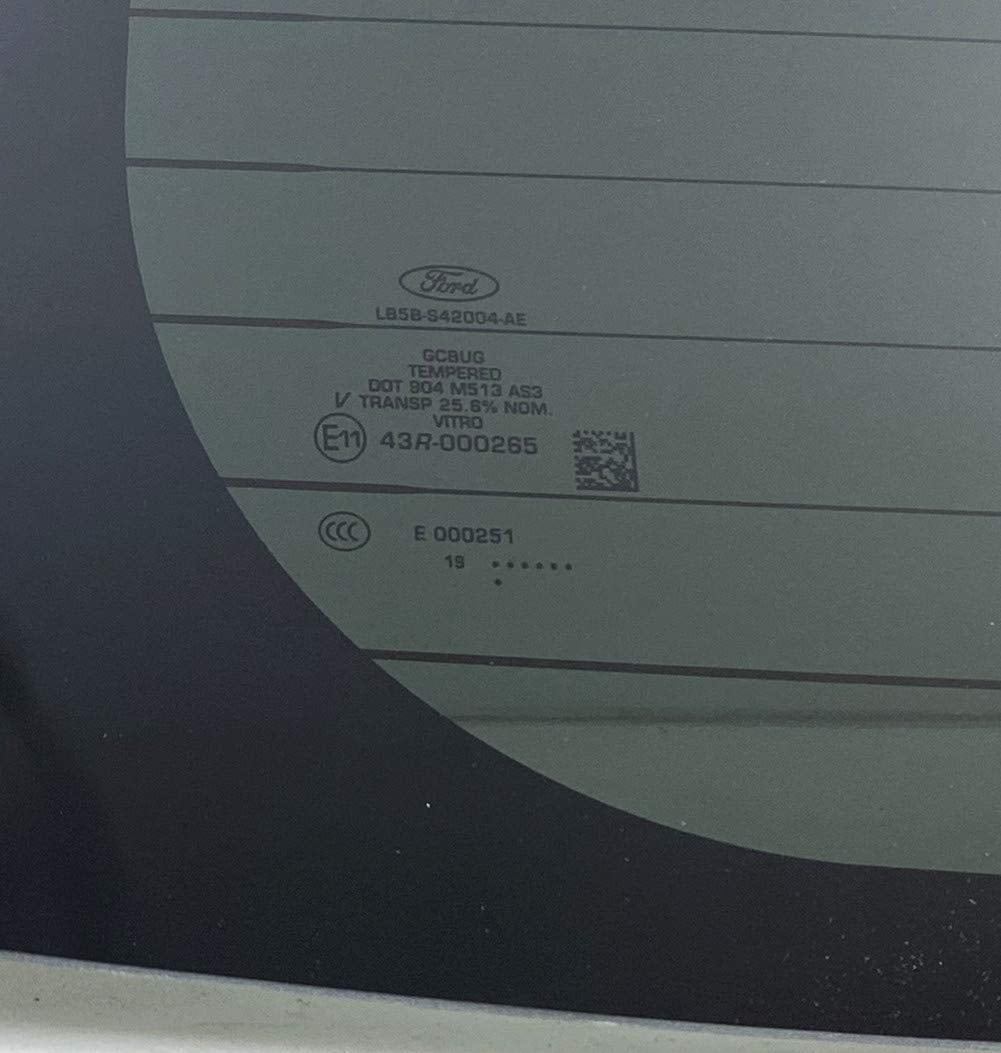 Ford
LB5B-S42004-AE
GCBUG
TEMPERED
DOT 904 M513 AS3
V TRANSP 25.6% NOM.
VITRO
E11 43R-000265
CCC E 000251
19 ••••••
•